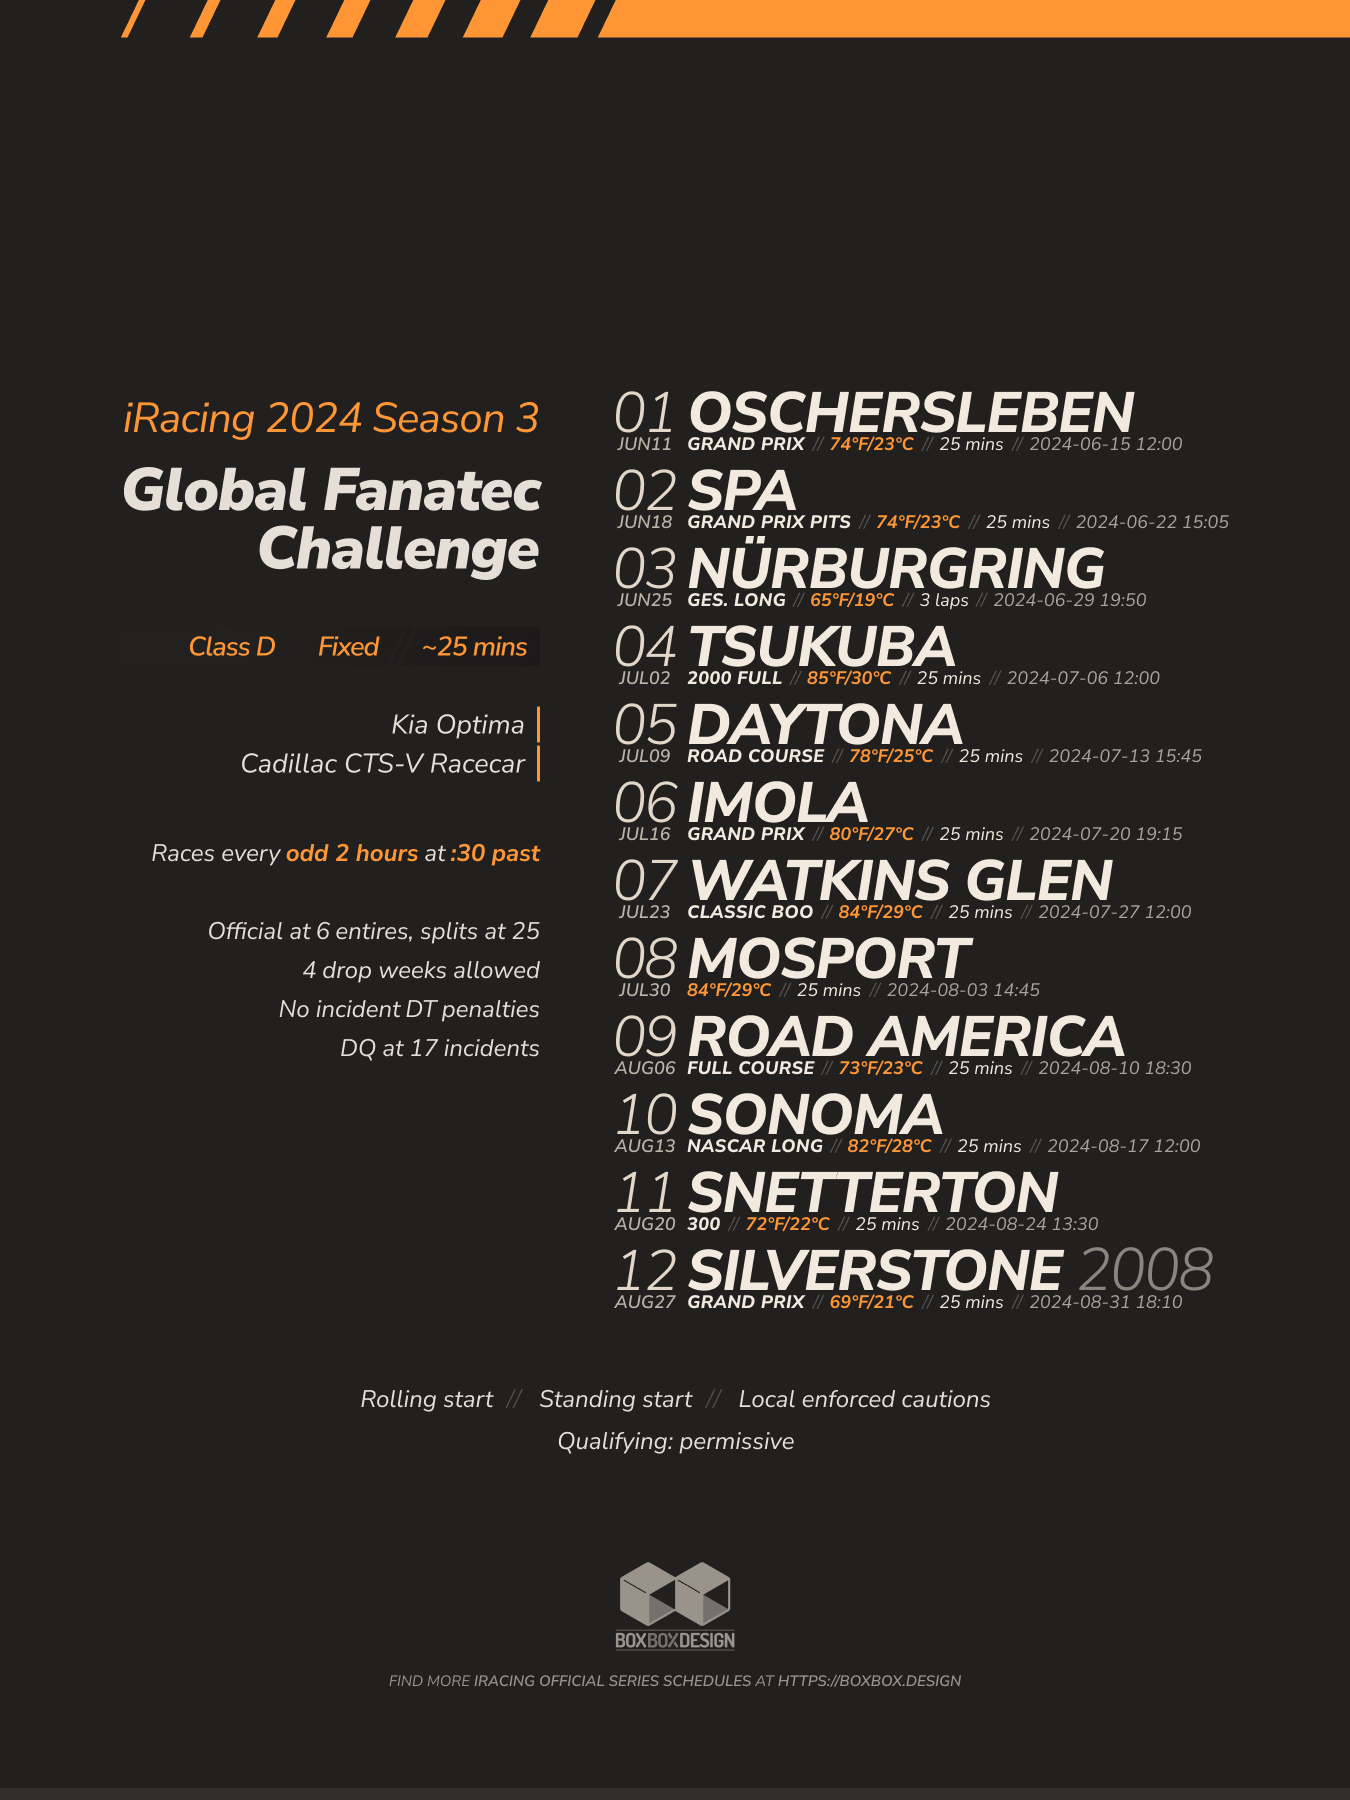 iRacing 2024 Season 3
Global Fanatec
Challenge
Class D Fixed // ~25 mins
Kia Optima
Cadillac CTS-V Racecar
Races every odd 2 hours at :30 past
Official at 6 entires, splits at 25
4 drop weeks allowed
No incident DT penalties
DQ at 17 incidents
01 OSCHERSLEBEN
JUN11 GRAND PRIX // 74°F/23°C // 25 mins // 2024-06-15 12:00
02 SPA
JUN18 GRAND PRIX PITS // 74°F/23°C // 25 mins // 2024-06-22 15:05
03 NÜRBURGRING
JUN25 GES. LONG // 65°F/19°C // 3 laps // 2024-06-29 19:50
04 TSUKUBA
JUL02 2000 FULL // 85°F/30°C // 25 mins // 2024-07-06 12:00
05 DAYTONA
JUL09 ROAD COURSE // 78°F/25°C // 25 mins // 2024-07-13 15:45
06 IMOLA
JUL16 GRAND PRIX // 80°F/27°C // 25 mins // 2024-07-20 19:15
07 WATKINS GLEN
JUL23 CLASSIC BOO // 84°F/29°C // 25 mins // 2024-07-27 12:00
08 MOSPORT
JUL30 84°F/29°C // 25 mins // 2024-08-03 14:45
09 ROAD AMERICA
AUG06 FULL COURSE // 73°F/23°C // 25 mins // 2024-08-10 18:30
10 SONOMA
AUG13 NASCAR LONG // 82°F/28°C // 25 mins // 2024-08-17 12:00
11 SNETTERTON
AUG20 300 // 72°F/22°C // 25 mins // 2024-08-24 13:30
12 SILVERSTONE 2008
AUG27 GRAND PRIX // 69°F/21°C // 25 mins // 2024-08-31 18:10
Rolling start // Standing start // Local enforced cautions
Qualifying: permissive
BOXBOXDESIGN
FIND MORE IRACING OFFICIAL SERIES SCHEDULES AT HTTPS://BOXBOX.DESIGN